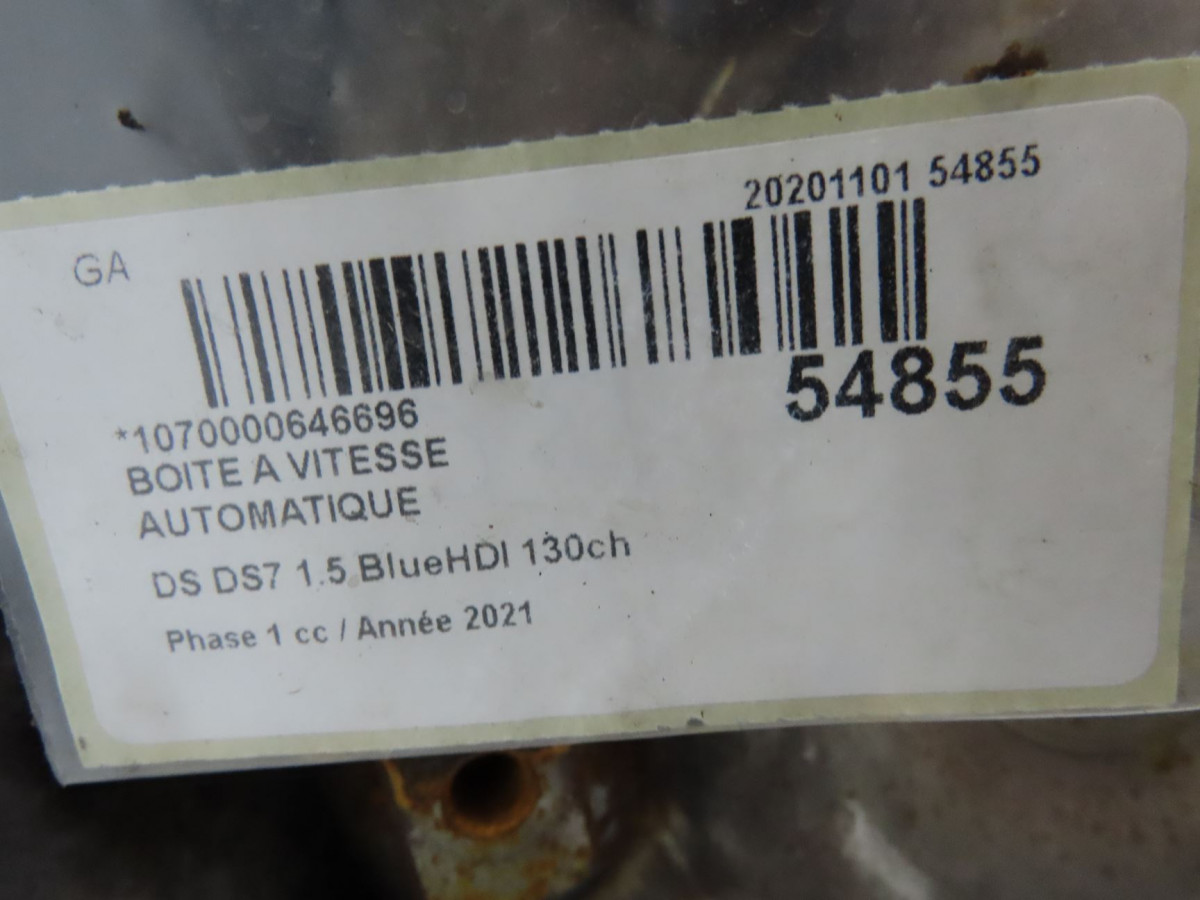 20201101 54855
GA
54855
*1070000646696
BOITE A VITESSE
AUTOMATIQUE
DS DS7 1.5 BlueHDI 130ch
Phase 1 cc / Année 2021